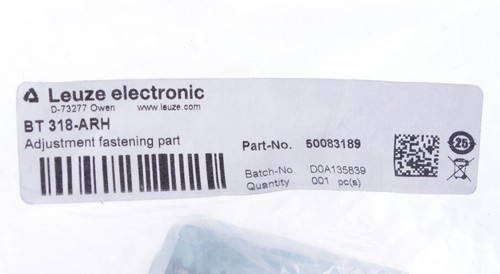 Leuze electronic
D-73277 Owen www.leuze.com
BT 318-ARH
Adjustment fastening part
Part-No. 50083189
Batch-No D0A135839
Quantity 001 pc(s)
25